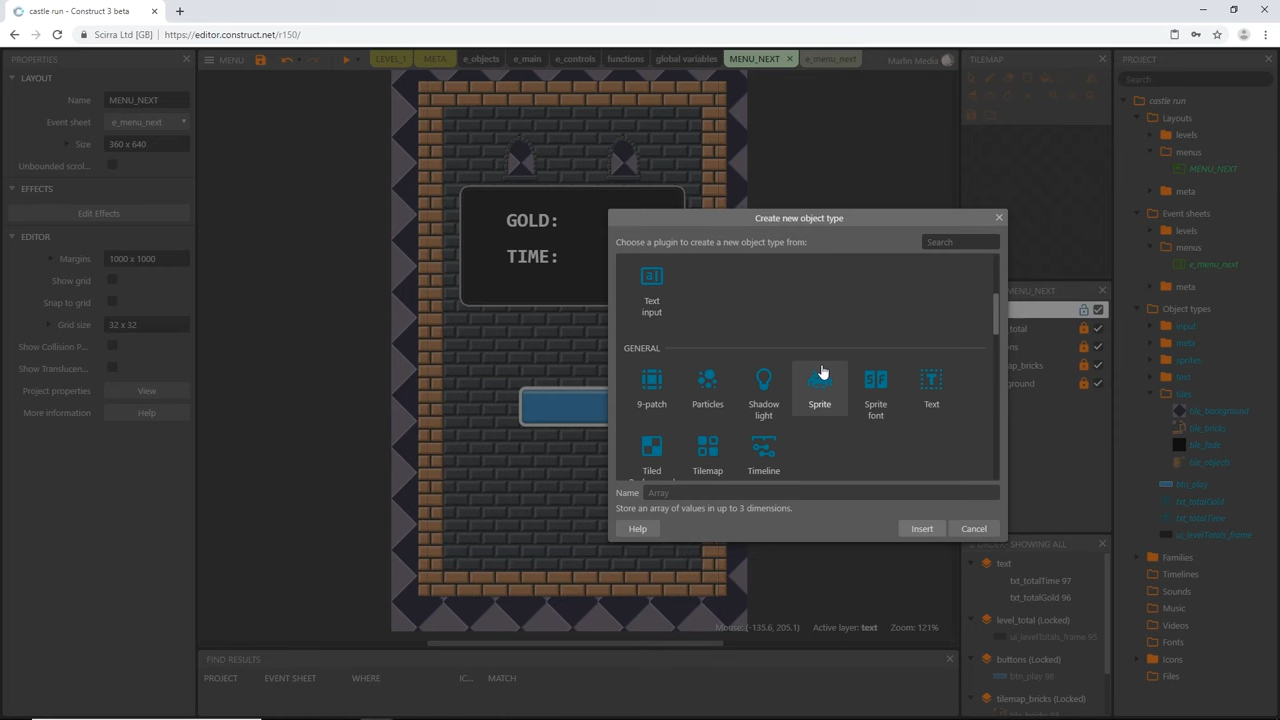 castle run - Construct 3 beta
Scirra Ltd [GB]
https://editor.construct.net/r150/
PROPERTIES
LAYOUT
Name
MENU_NEXT
Event sheet
e_menu_next
Size
360 x 640
Unbounded scrol...
EFFECTS
Edit Effects
EDITOR
Margins
1000 x 1000
Show grid
Snap to grid
Grid size
32 x 32
Show Collision P...
Show Translucen...
Project properties
View
More information
Help
MENU
LEVEL_1
META
e_objects
e_main
e_controls
functions
global variables
MENU_NEXT
e_menu_next
Marlin Media
GOLD:
TIME:
Create new object type
Choose a plugin to create a new object type from:
Search
Text
input
GENERAL
9-patch
Particles
Shadow
light
Sprite
Sprite
font
Text
Tiled
Tilemap
Timeline
Name
Array
Store an array of values in up to 3 dimensions.
Help
Insert
Cancel
Mouse: (-135.6, 205.1)
Active layer: text
Zoom: 121%
FIND RESULTS
PROJECT
EVENT SHEET
WHERE
IC...
MATCH
TILEMAP
MENU_NEXT
total
ns
ap_bricks
ground
Z ORDER: SHOWING ALL
text
txt_totalTime 97
txt_totalGold 96
level_total (Locked)
ui_levelTotals_frame 95
buttons (Locked)
btn_play 98
tilemap_bricks (Locked)
PROJECT
Search
castle run
Layouts
levels
menus
MENU_NEXT
meta
Event sheets
levels
menus
e_menu_next
meta
Object types
input
meta
sprites
text
tiles
tile_background
tile_bricks
tile_fade
tile_objects
btn_play
txt_totalGold
txt_totalTime
ui_levelTotals_frame
Families
Timelines
Sounds
Music
Videos
Fonts
Icons
Files